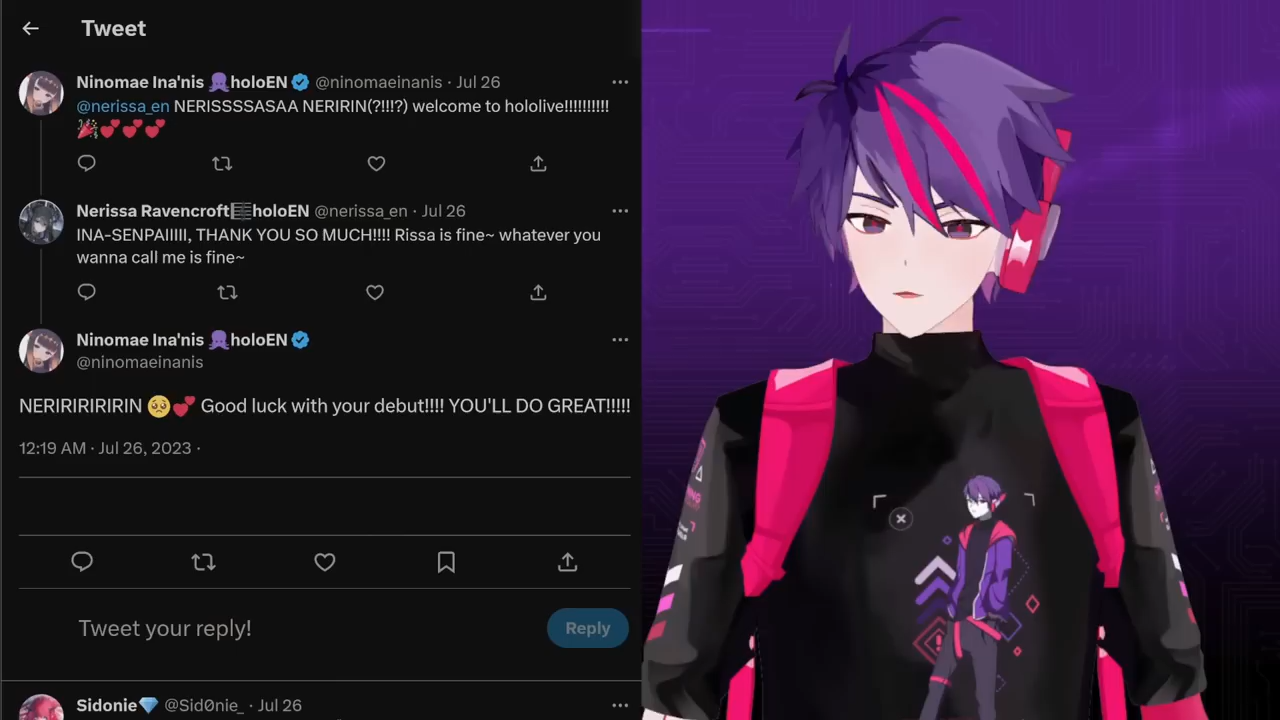 Tweet
Ninomae Ina'nis 🐙holoEN @ninomaeinanis · Jul 26
@nerissa_en NERISSSSASAA NERIRIN(?!!!?) welcome to hololive!!!!!!!!!!
🎉💕💕💕
Nerissa Ravencroft🎼holoEN @nerissa_en · Jul 26
INA-SENPAIIIII, THANK YOU SO MUCH!!!! Rissa is fine~ whatever you
wanna call me is fine~
Ninomae Ina'nis 🐙holoEN
@ninomaeinanis
NERIRIRIRIRIN 🥺💕 Good luck with your debut!!!! YOU'LL DO GREAT!!!!!
12:19 AM · Jul 26, 2023 ·
Tweet your reply!
Reply
Sidonie💎 @Sid0nie_ · Jul 26